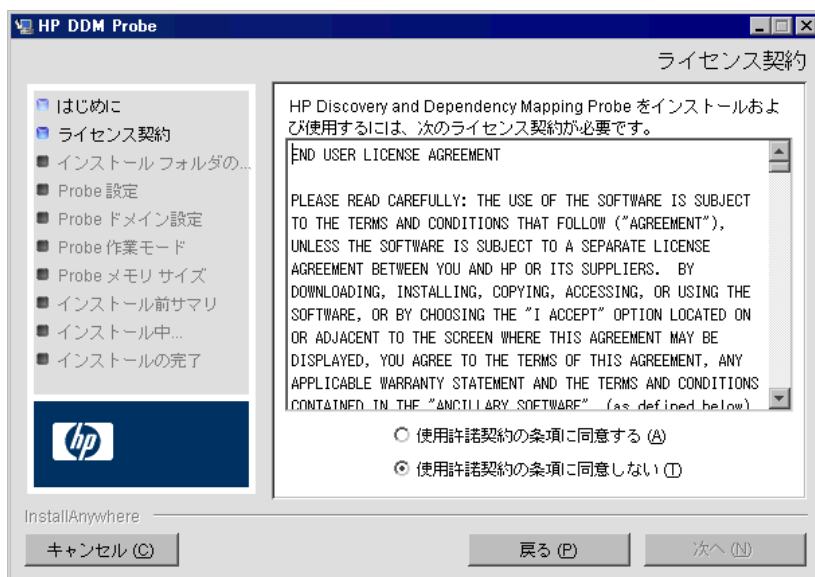 HP DDM Probe
ライセンス契約
はじめに
ライセンス契約
インストール フォルダの...
Probe 設定
Probe ドメイン設定
Probe 作業モード
Probe メモリ サイズ
インストール前サマリ
インストール中...
インストールの完了
hp
HP Discovery and Dependency Mapping Probe をインストールおよ
び使用するには、次のライセンス契約が必要です。
END USER LICENSE AGREEMENT
PLEASE READ CAREFULLY: THE USE OF THE SOFTWARE IS SUBJECT
TO THE TERMS AND CONDITIONS THAT FOLLOW ("AGREEMENT"),
UNLESS THE SOFTWARE IS SUBJECT TO A SEPARATE LICENSE
AGREEMENT BETWEEN YOU AND HP OR ITS SUPPLIERS.  BY
DOWNLOADING, INSTALLING, COPYING, ACCESSING, OR USING THE
SOFTWARE, OR BY CHOOSING THE "I ACCEPT" OPTION LOCATED ON
OR ADJACENT TO THE SCREEN WHERE THIS AGREEMENT MAY BE
DISPLAYED, YOU AGREE TO THE TERMS OF THIS AGREEMENT, ANY
APPLICABLE WARRANTY STATEMENT AND THE TERMS AND CONDITIONS
CONTAINED IN THE "ANCILLARY SOFTWARE"  (as defined below)
使用許諾契約の条項に同意する (A)
使用許諾契約の条項に同意しない (T)
InstallAnywhere
キャンセル (C)
戻る (P)
次へ (N)